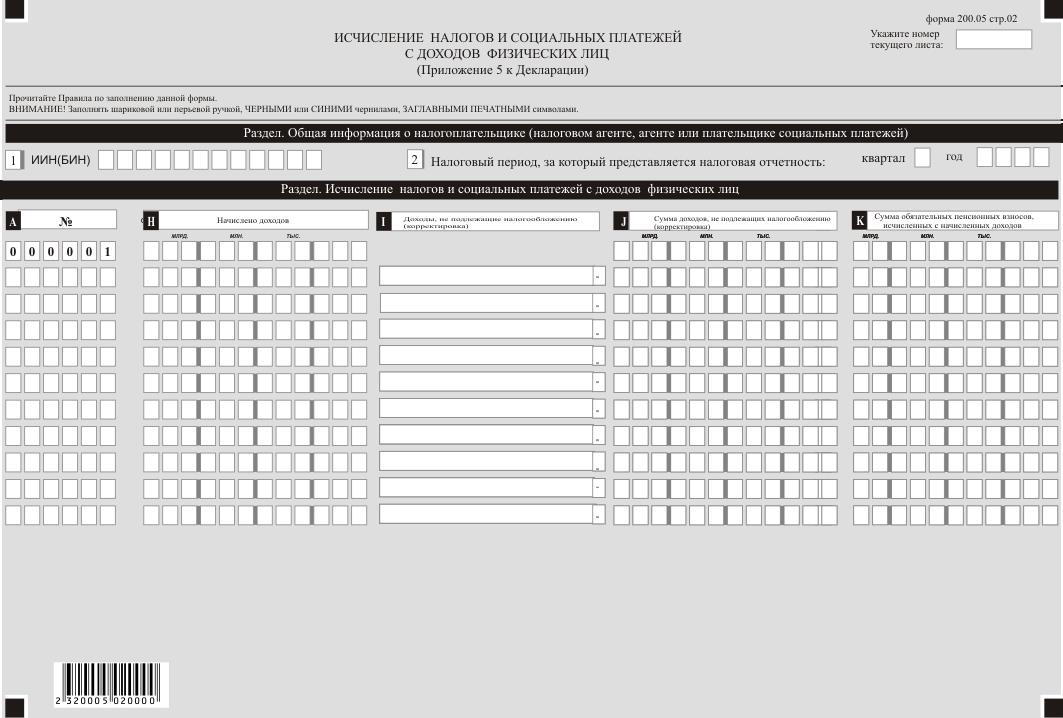 форма 200.05 стр.02
Укажите номер
текущего листа:
ИСЧИСЛЕНИЕ НАЛОГОВ И СОЦИАЛЬНЫХ ПЛАТЕЖЕЙ
С ДОХОДОВ ФИЗИЧЕСКИХ ЛИЦ
(Приложение 5 к Декларации)
Прочитайте Правила по заполнению данной формы.
ВНИМАНИЕ! Заполнять шариковой или перьевой ручкой, ЧЕРНЫМИ или СИНИМИ чернилами, ЗАГЛАВНЫМИ ПЕЧАТНЫМИ символами.
Раздел. Общая информация о налогоплательщике (налоговом агенте, агенте или плательщике социальных платежей)
1 ИИН(БИН) 2 Налоговый период, за который представляется налоговая отчетность: квартал год
Раздел. Исчисление налогов и социальных платежей с доходов физических лиц
A №
H Начислено доходов
I Доходы, не подлежащие налогообложению
(корректировка)
J Сумма доходов, не подлежащих налогообложению
(корректировка)
K Сумма обязательных пенсионных взносов,
исчисленных с начисленных доходов
МЛРД. МЛН. ТЫС. МЛРД. МЛН. ТЫС. МЛРД. МЛН. ТЫС.
0 0 0 0 0 1
2 320005 020000